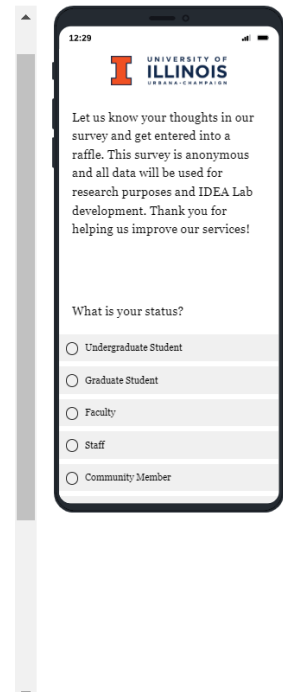 12:29
UNIVERSITY OF
ILLINOIS
URBANA-CHAMPAIGN
Let us know your thoughts in our
survey and get entered into a
raffle. This survey is anonymous
and all data will be used for
research purposes and IDEA Lab
development. Thank you for
helping us improve our services!
What is your status?
Undergraduate Student
Graduate Student
Faculty
Staff
Community Member